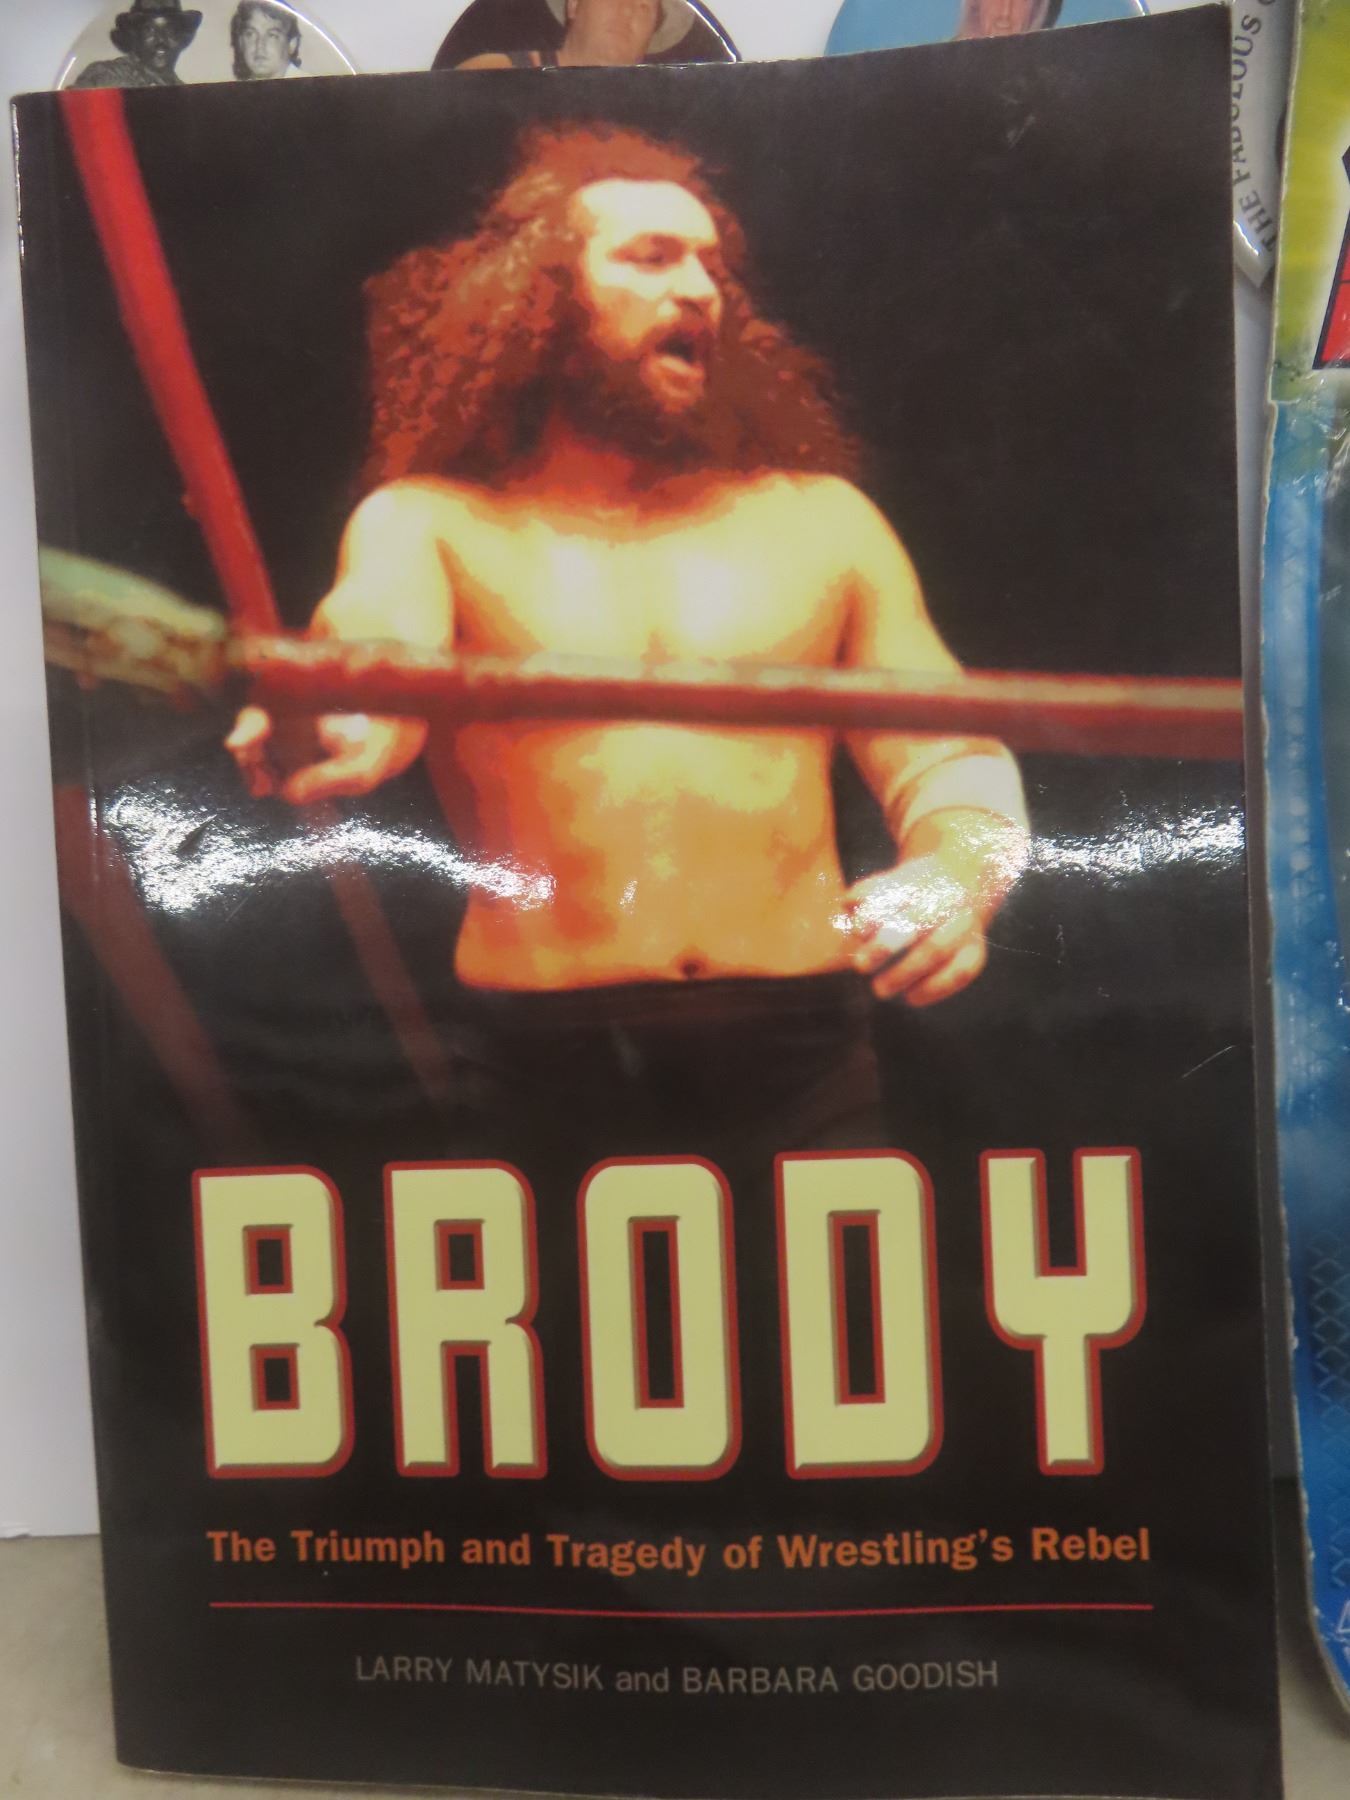 THE FABULOUS
BRODY
The Triumph and Tragedy of Wrestling's Rebel
LARRY MATYSIK and BARBARA GOODISH